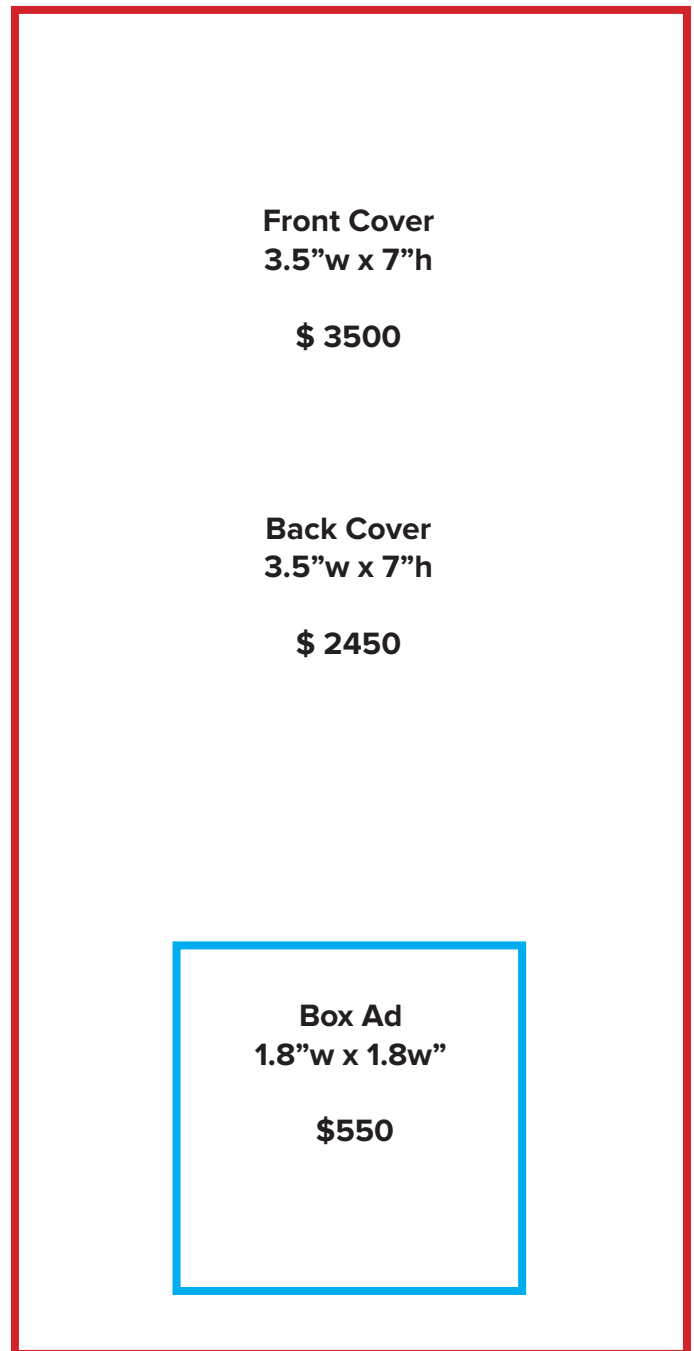 Front Cover
3.5”w x 7”h
$ 3500
Back Cover
3.5”w x 7”h
$ 2450
Box Ad
1.8”w x 1.8w”
$550